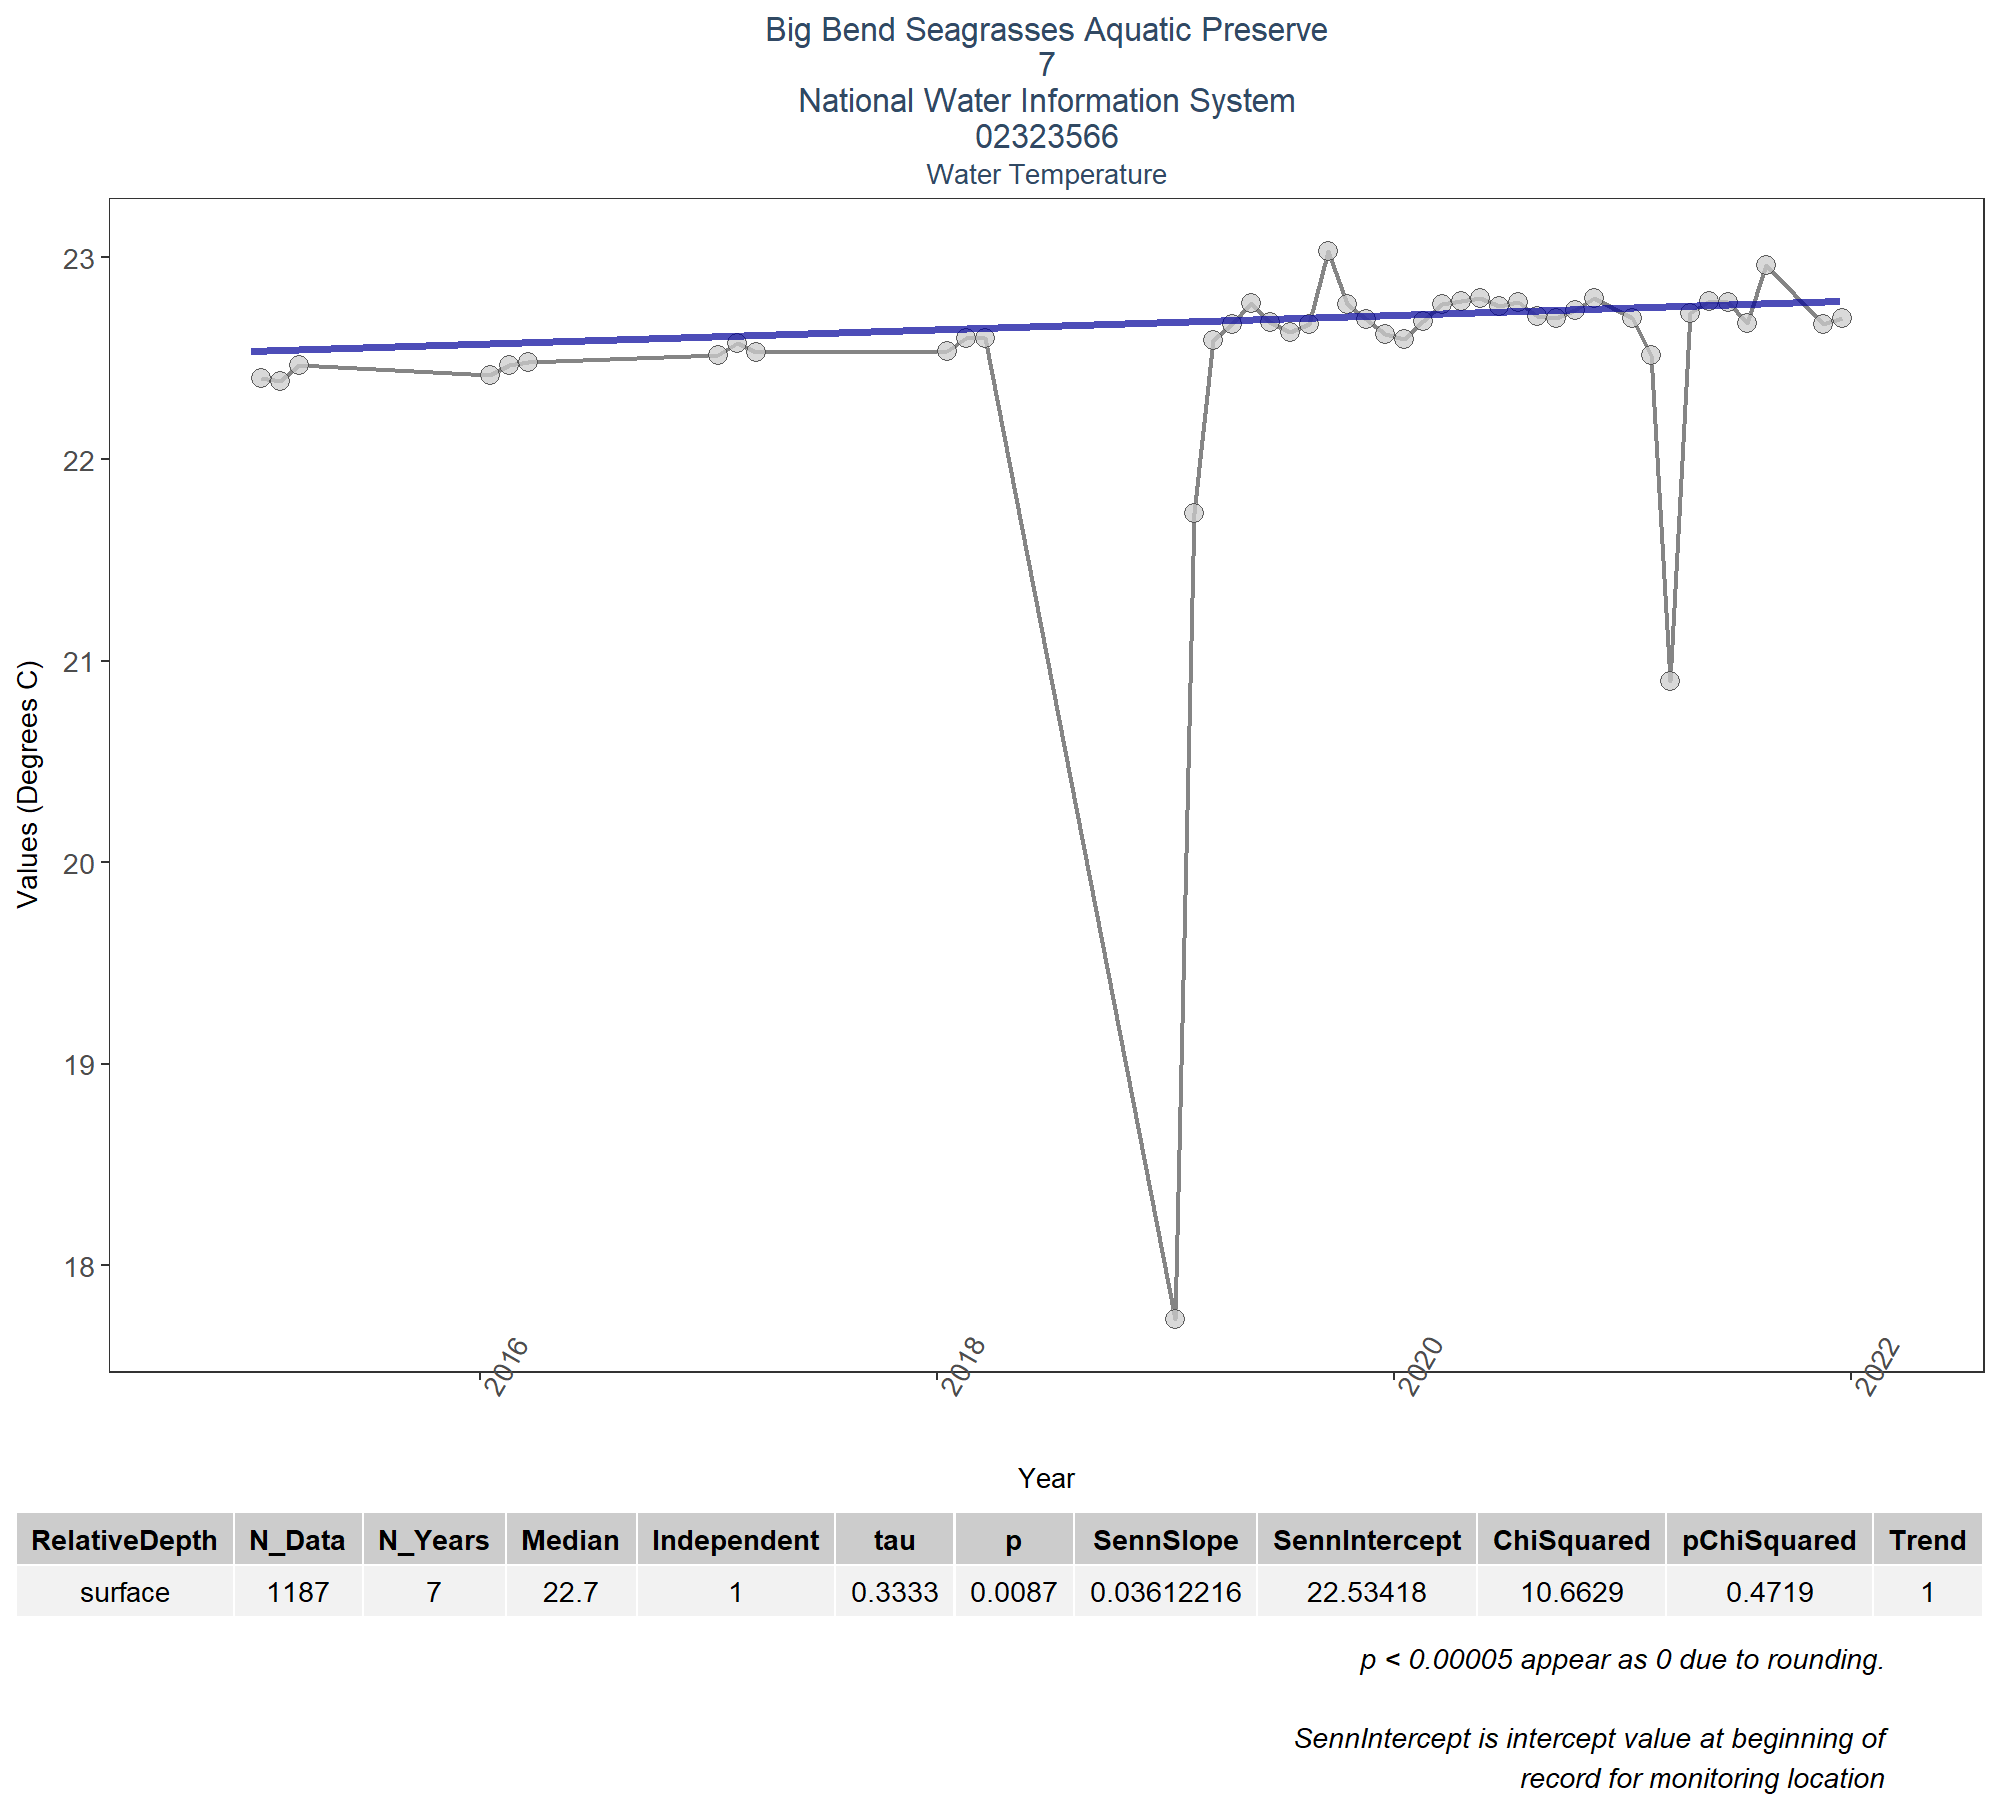 Big Bend Seagrasses Aquatic Preserve
7
National Water Information System
02323566
Water Temperature
23
22
21
20
19
18
Values (Degrees C)
2016
2018
2020
2022
Year
RelativeDepth N_Data N_Years Median Independent tau p SennSlope SennIntercept ChiSquared pChiSquared Trend
surface 1187 7 22.7 1 0.3333 0.0087 0.03612216 22.53418 10.6629 0.4719 1
p < 0.00005 appear as 0 due to rounding.
SennIntercept is intercept value at beginning of
record for monitoring location